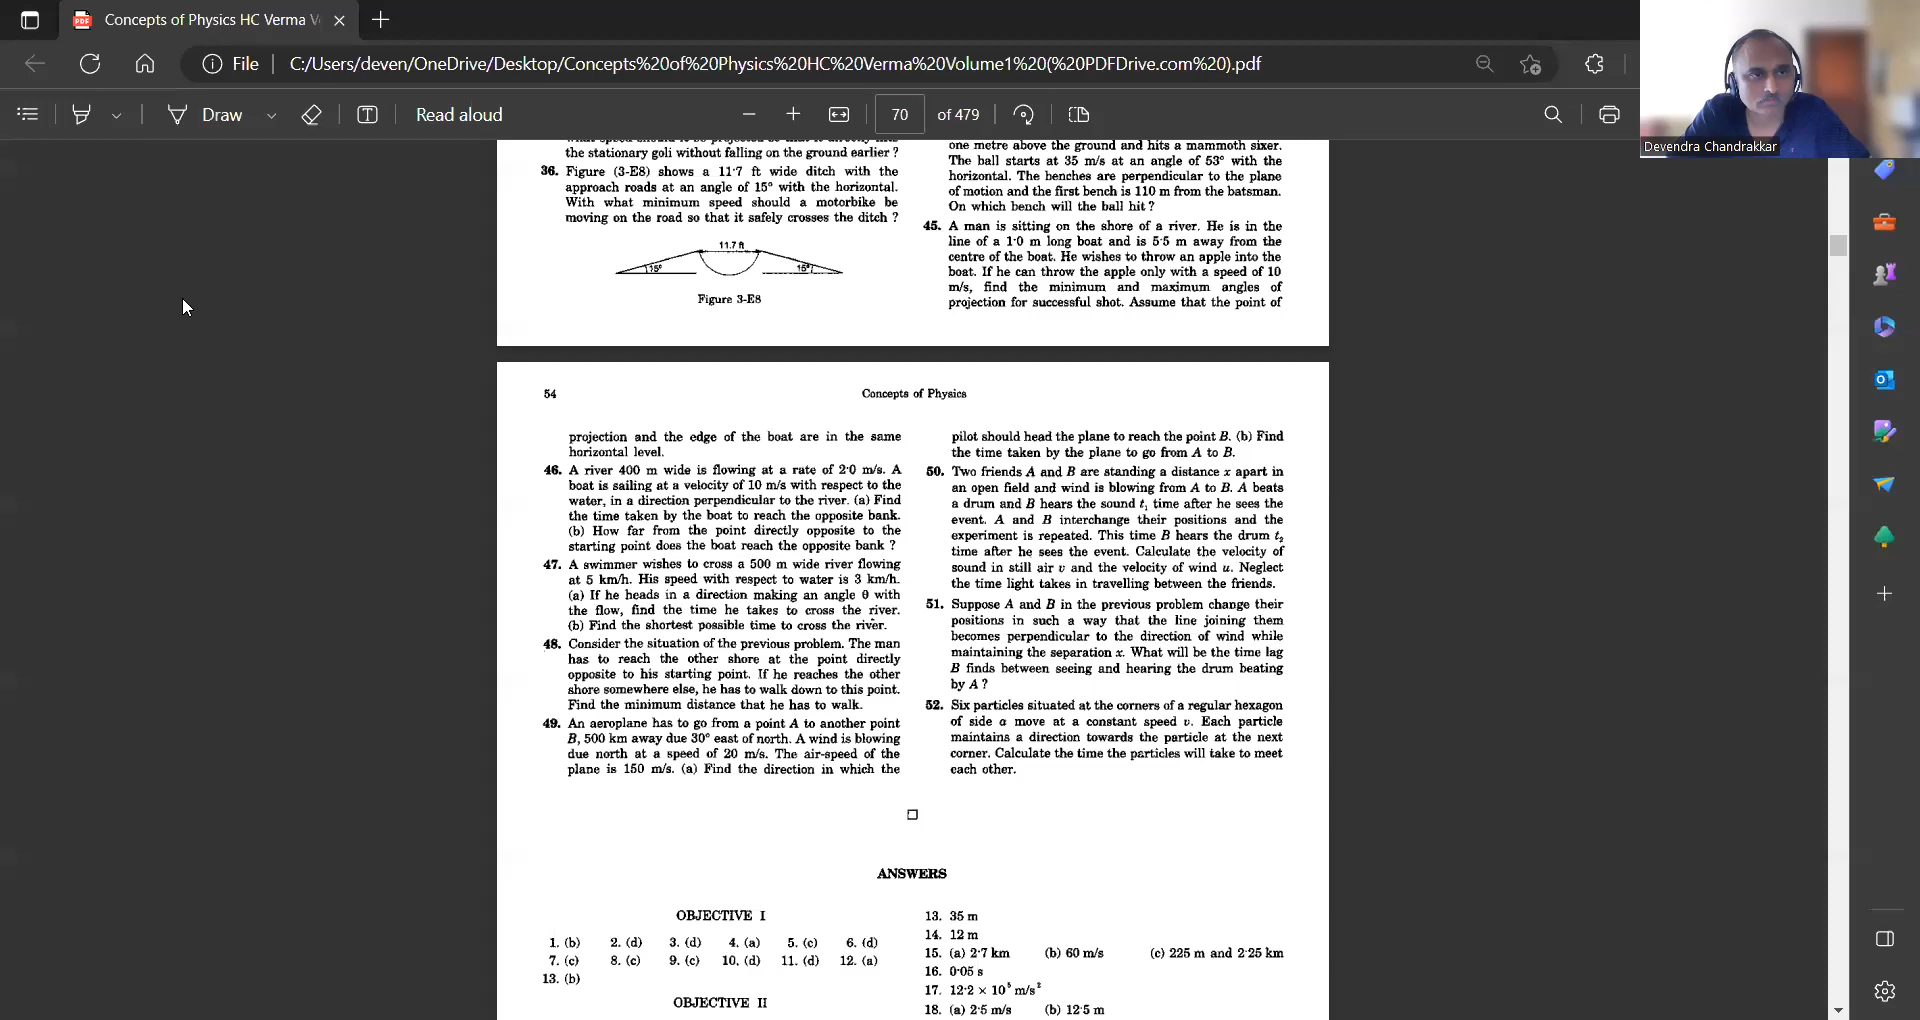 Concepts of Physics HC Verma V
File
C:/Users/deven/OneDrive/Desktop/Concepts%20of%20Physics%20HC%20Verma%20Volume1%20(%20PDFDrive.com%20).pdf
Draw
Read aloud
70
of 479
Devendra Chandrakkar
the stationary goli without falling on the ground earlier ?
36. Figure (3-E8) shows a 11·7 ft wide ditch with the
approach roads at an angle of 15° with the horizontal.
With what minimum speed should a motorbike be
moving on the road so that it safely crosses the ditch ?
11.7 ft
15°
15°
Figure 3-E8
one metre above the ground and hits a mammoth sixer.
The ball starts at 35 m/s at an angle of 53° with the
horizontal. The benches are perpendicular to the plane
of motion and the first bench is 110 m from the batsman.
On which bench will the ball hit ?
45. A man is sitting on the shore of a river. He is in the
line of a 1·0 m long boat and is 5·5 m away from the
centre of the boat. He wishes to throw an apple into the
boat. If he can throw the apple only with a speed of 10
m/s, find the minimum and maximum angles of
projection for successful shot. Assume that the point of
54
Concepts of Physics
projection and the edge of the boat are in the same
horizontal level.
46. A river 400 m wide is flowing at a rate of 2·0 m/s. A
boat is sailing at a velocity of 10 m/s with respect to the
water, in a direction perpendicular to the river. (a) Find
the time taken by the boat to reach the opposite bank.
(b) How far from the point directly opposite to the
starting point does the boat reach the opposite bank ?
47. A swimmer wishes to cross a 500 m wide river flowing
at 5 km/h. His speed with respect to water is 3 km/h.
(a) If he heads in a direction making an angle θ with
the flow, find the time he takes to cross the river.
(b) Find the shortest possible time to cross the river.
48. Consider the situation of the previous problem. The man
has to reach the other shore at the point directly
opposite to his starting point. If he reaches the other
shore somewhere else, he has to walk down to this point.
Find the minimum distance that he has to walk.
49. An aeroplane has to go from a point A to another point
B, 500 km away due 30° east of north. A wind is blowing
due north at a speed of 20 m/s. The air-speed of the
plane is 150 m/s. (a) Find the direction in which the
pilot should head the plane to reach the point B. (b) Find
the time taken by the plane to go from A to B.
50. Two friends A and B are standing a distance x apart in
an open field and wind is blowing from A to B. A beats
a drum and B hears the sound t₁ time after he sees the
event. A and B interchange their positions and the
experiment is repeated. This time B hears the drum t₂
time after he sees the event. Calculate the velocity of
sound in still air v and the velocity of wind u. Neglect
the time light takes in travelling between the friends.
51. Suppose A and B in the previous problem change their
positions in such a way that the line joining them
becomes perpendicular to the direction of wind while
maintaining the separation x. What will be the time lag
B finds between seeing and hearing the drum beating
by A ?
52. Six particles situated at the corners of a regular hexagon
of side a move at a constant speed v. Each particle
maintains a direction towards the particle at the next
corner. Calculate the time the particles will take to meet
each other.
ANSWERS
OBJECTIVE I
1. (b) 2. (d) 3. (d) 4. (a) 5. (c) 6. (d)
7. (c) 8. (c) 9. (c) 10. (d) 11. (d) 12. (a)
13. (b)
OBJECTIVE II
13. 35 m
14. 12 m
15. (a) 2·7 km (b) 60 m/s (c) 225 m and 2·25 km
16. 0·05 s
17. 12·2 × 10⁵ m/s²
18. (a) 2·5 m/s (b) 12·5 m